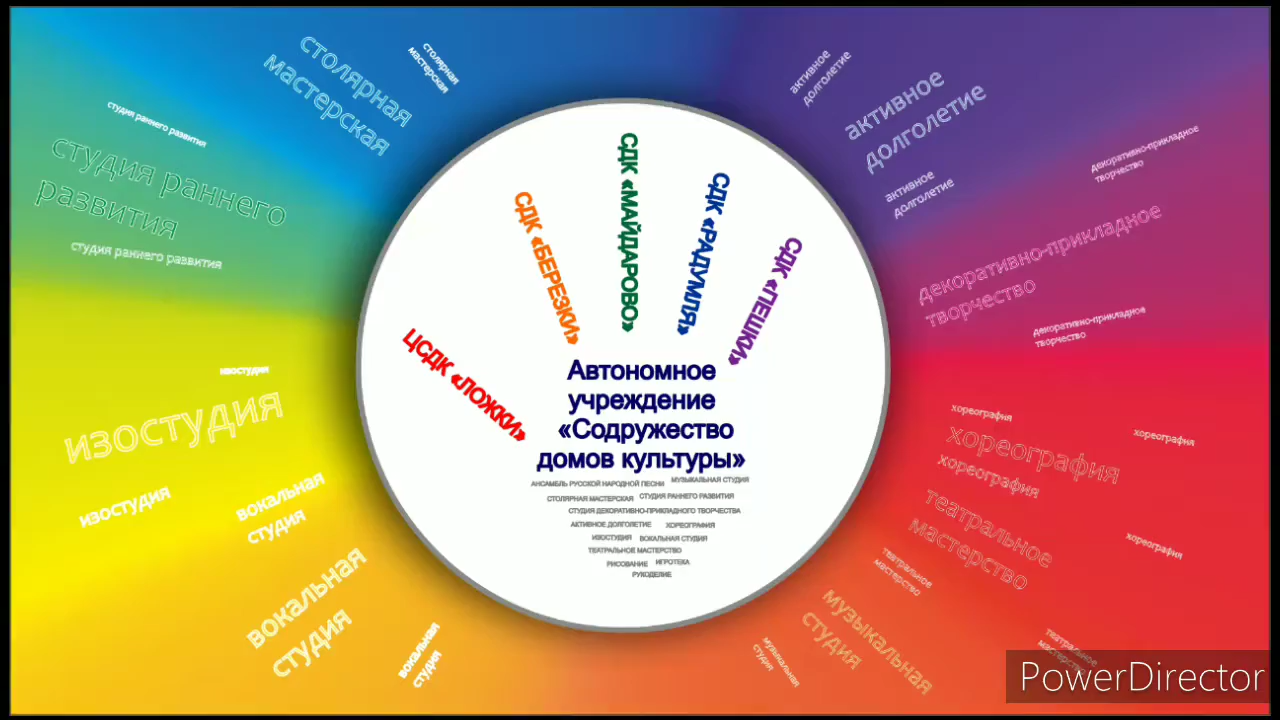 столярная
мастерская
столярная
мастерская
студия раннего развития
студия раннего
развития
студия раннего развития
изостудия
изостудия
изостудия
вокальная
студия
вокальная
студия
вокальная
студия
ЦСДК «ЛОЖКИ»
СДК «БЕРЕЗКИ»
СДК «МАЙДАРОВО»
СДК «РАДУМЛЯ»
СДК «ПЕШКИ»
Автономное
учреждение
«Содружество
домов культуры»
АНСАМБЕЛЬ РУССКОЙ НАРОДНОЙ ПЕСНИ МУЗЫКАЛЬНАЯ СТУДИЯ
СТОЛЯРНАЯ МАСТЕРСКАЯ СТУДИЯ РАННЕГО РАЗВИТИЯ
СТУДИЯ ДЕКОРАТИВНО-ПРИКЛАДНОГО ТВОРЧЕСТВА
АКТИВНОЕ ДОЛГОЛЕТИЕ ХОРЕОГРАФИЯ
ИЗОСТУДИЯ ВОКАЛЬНАЯ СТУДИЯ
ТЕАТРАЛЬНОЕ МАСТЕРСТВО
РИСОВАНИЕ ИГРОТЕКА
РУКОДЕЛИЕ
активное
долголетие
активное
долголетие
активное
долголетие
декоративно-прикладное
творчество
декоративно-прикладное
творчество
декоративно-прикладное
творчество
хореография
хореография
хореография
хореография
хореография
театральное
мастерство
театральное
мастерство
театральное
мастерство
музыкальная
студия
музыкальная
студия
PowerDirector